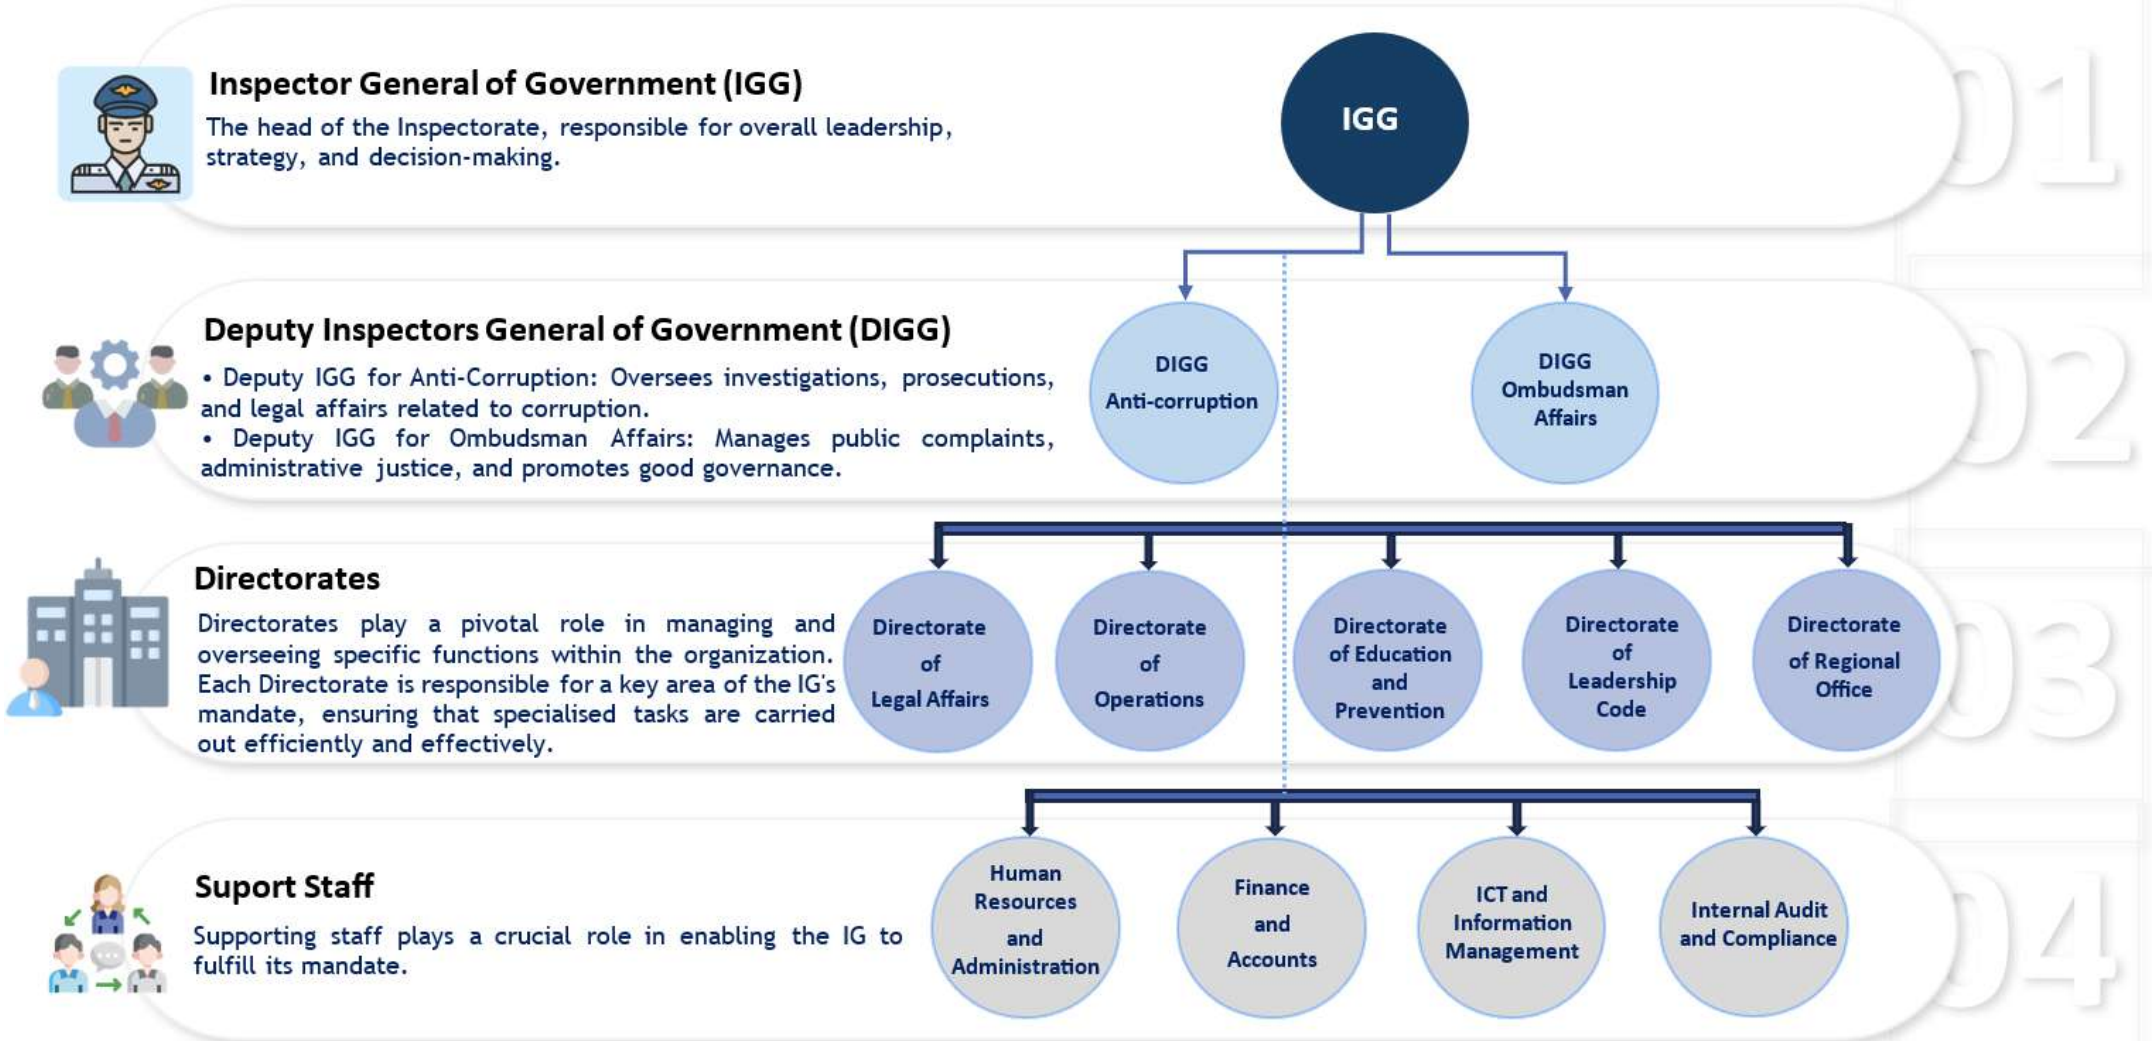 Inspector General of Government (IGG)
The head of the Inspectorate, responsible for overall leadership,
strategy, and decision-making.
IGG
01
Deputy Inspectors General of Government (DIGG)
• Deputy IGG for Anti-Corruption: Oversees investigations, prosecutions,
and legal affairs related to corruption.
• Deputy IGG for Ombudsman Affairs: Manages public complaints,
administrative justice, and promotes good governance.
DIGG
Anti-corruption
DIGG
Ombudsman
Affairs
02
Directorates
Directorates play a pivotal role in managing and
overseeing specific functions within the organization.
Each Directorate is responsible for a key area of the IG's
mandate, ensuring that specialised tasks are carried
out efficiently and effectively.
Directorate
of
Legal Affairs
Directorate
of
Operations
Directorate
of Education
and
Prevention
Directorate
of
Leadership
Code
Directorate
of Regional
Office
03
Suport Staff
Supporting staff plays a crucial role in enabling the IG to
fulfill its mandate.
Human
Resources
and
Administration
Finance
and
Accounts
ICT and
Information
Management
Internal Audit
and Compliance
04